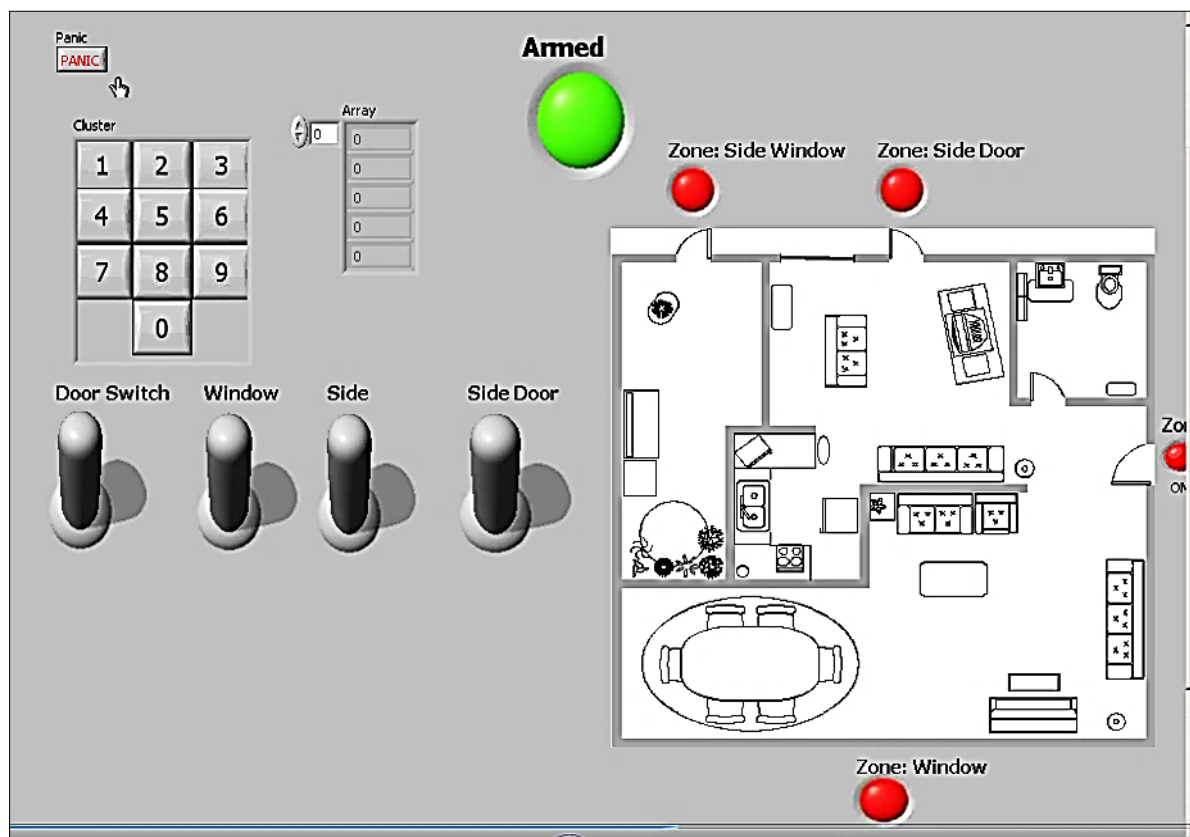 Panic
PANIC
Armed
Array
0
0
0
0
0
0
Cluster
1 2 3
4 5 6
7 8 9
0
Zone: Side Window
Zone: Side Door
Door Switch
Window
Side
Side Door
Zone: Window